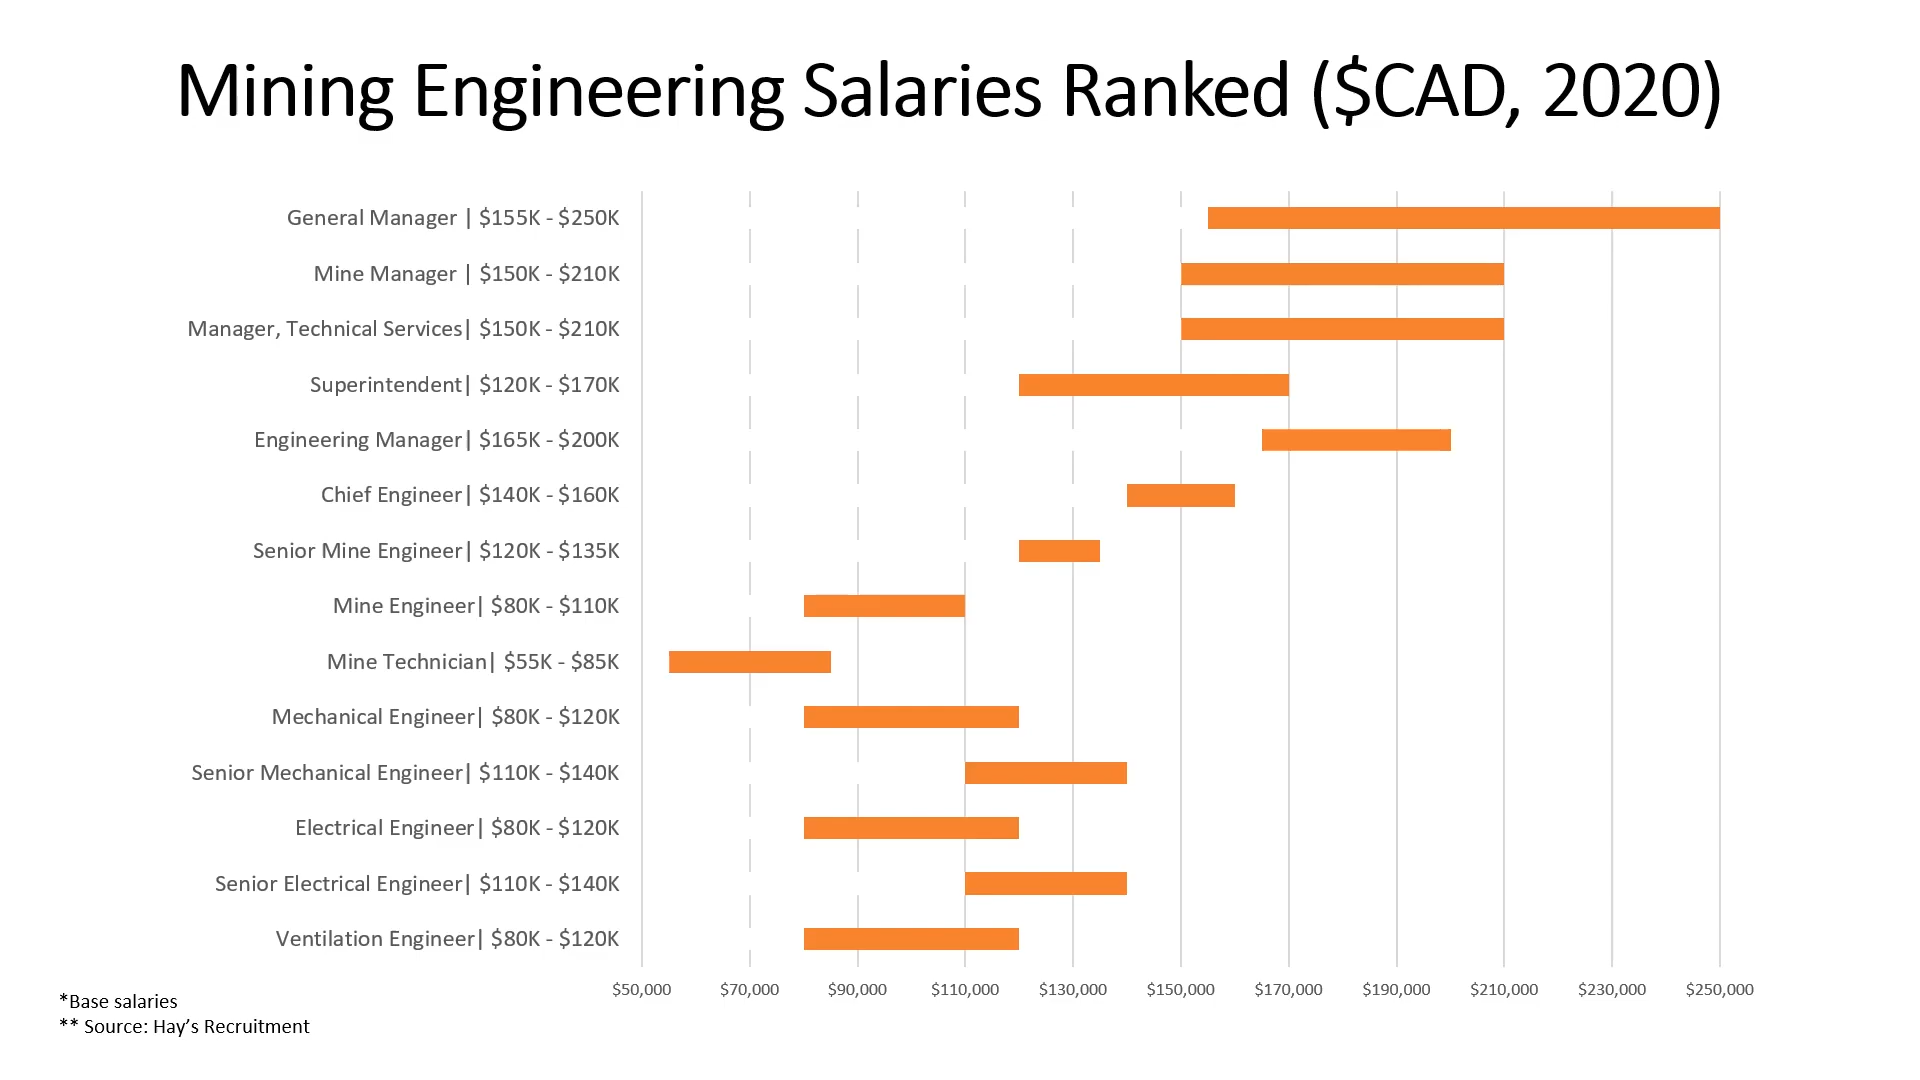 Mining Engineering Salaries Ranked ($CAD, 2020)
General Manager | $155K - $250K
Mine Manager | $150K - $210K
Manager, Technical Services| $150K - $210K
Superintendent| $120K - $170K
Engineering Manager| $165K - $200K
Chief Engineer| $140K - $160K
Senior Mine Engineer| $120K - $135K
Mine Engineer| $80K - $110K
Mine Technician| $55K - $85K
Mechanical Engineer| $80K - $120K
Senior Mechanical Engineer| $110K - $140K
Electrical Engineer| $80K - $120K
Senior Electrical Engineer| $110K - $140K
Ventilation Engineer| $80K - $120K
$50,000 $70,000 $90,000 $110,000 $130,000 $150,000 $170,000 $190,000 $210,000 $230,000 $250,000
*Base salaries
** Source: Hay’s Recruitment